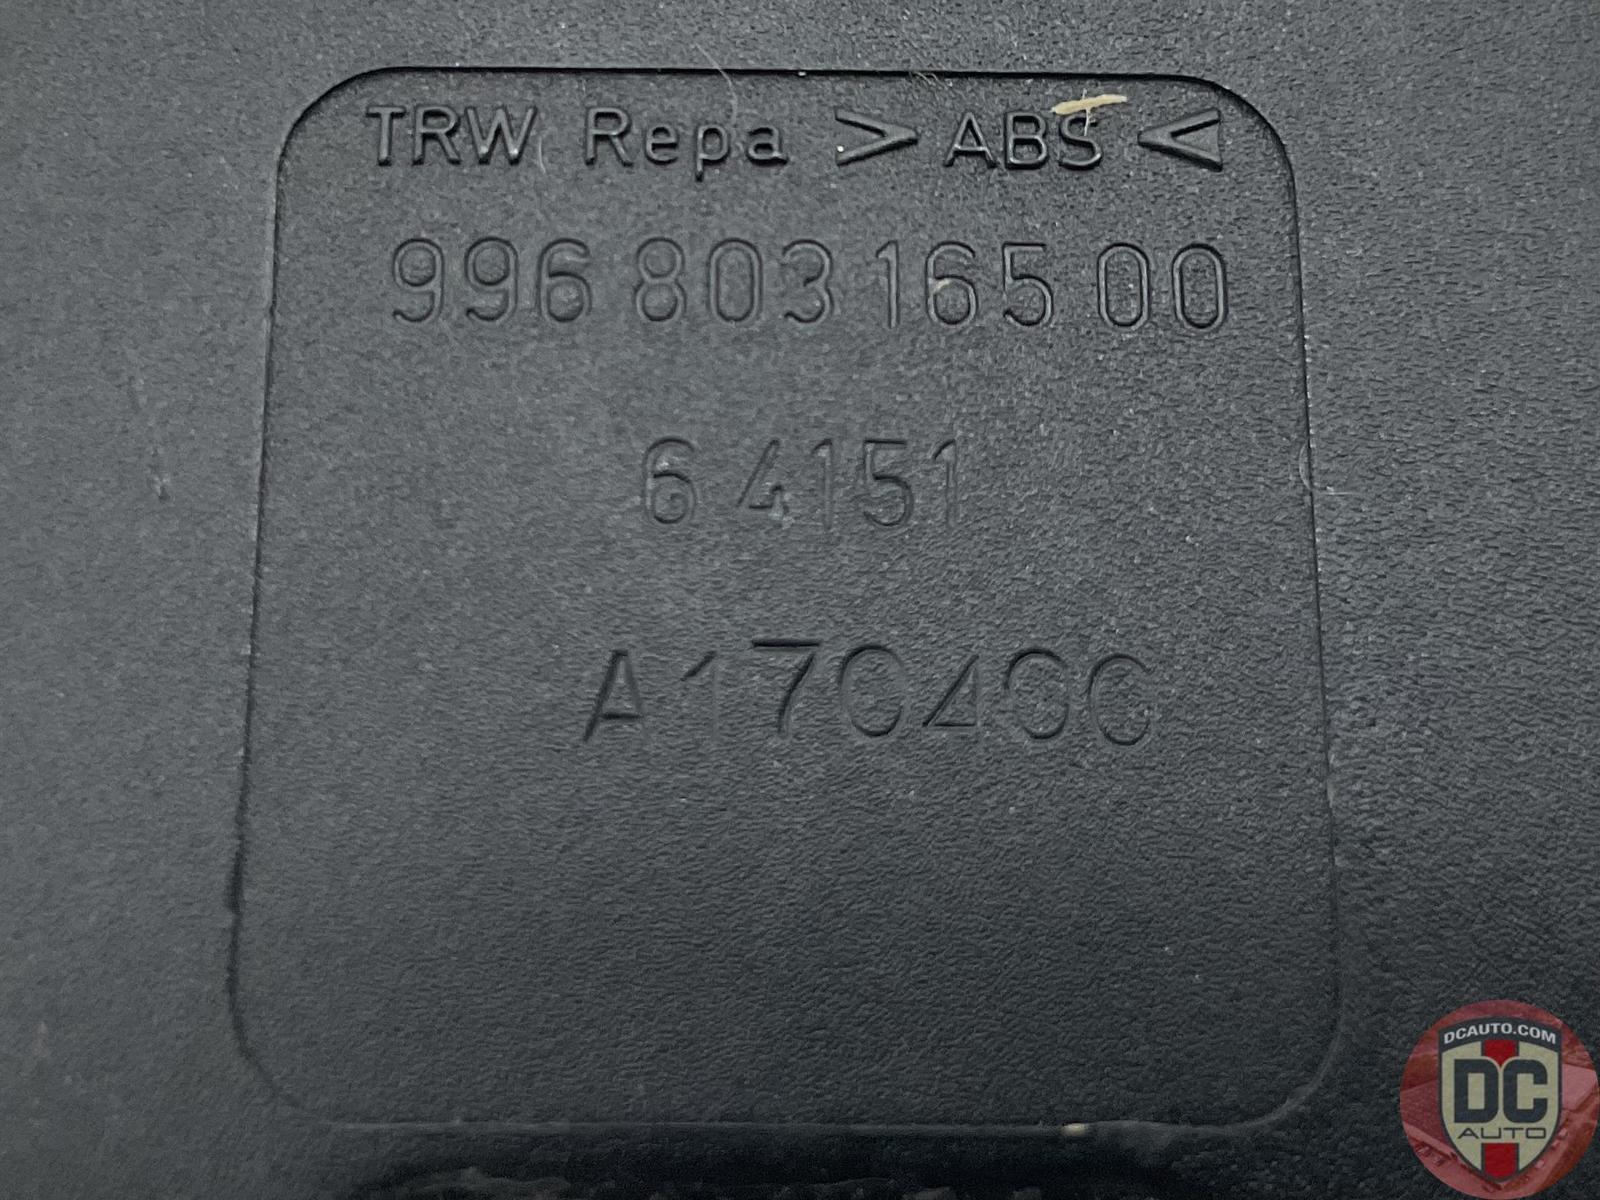 TRW Repa >ABS<
996 803 165 00
6 4151
A170400
DCAUTO.COM
DC
AUTO